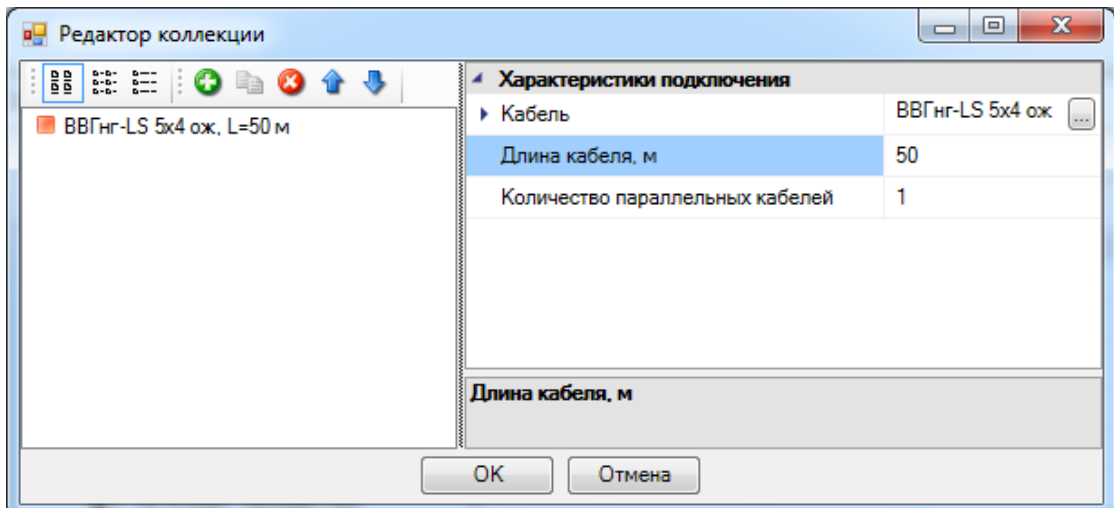 Редактор коллекции
ВВГнг-LS 5x4 ож, L=50 м
Характеристики подключения
Кабель ВВГнг-LS 5x4 ож ...
Длина кабеля, м 50
Количество параллельных кабелей 1
Длина кабеля, м
OK Отмена